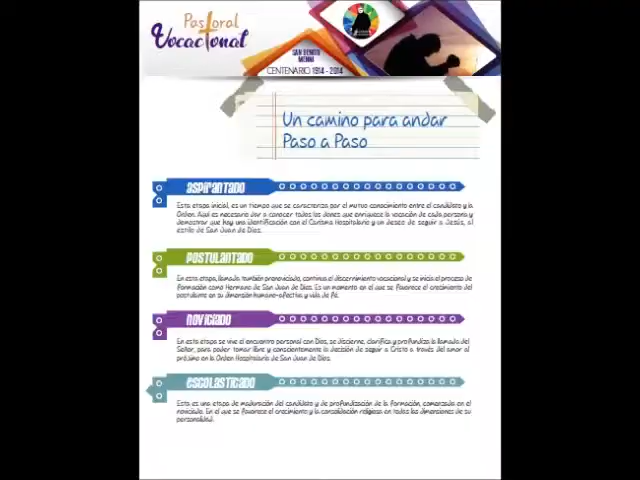 Pastoral
Vocacional
SAN BENITO
MENNI
CENTENARIO 1914 - 2014
Un camino para andar
Paso a Paso
ASPIRANTADO
Esta etapa inicial, es un tiempo que se caracteriza por el mutuo conocimiento entre el candidato y la
Orden. Aquí es necesario dar a conocer todos los dones que enriquece la vocación de cada persona y
demostrar que hay una identificación con el Carisma Hospitalario y un deseo de seguir a Jesús, al
estilo de San Juan de Dios.
POSTULANTADO
En esta etapa, llamada también prenoviciado, continua el discernimiento vocacional y se inicia el proceso de
formación como Hermano de San Juan de Dios. Es un momento en el que se favorece el crecimiento del
postulante en su dimensión humano-afectiva y vida de fé.
NOVICIADO
En esta etapa se vive el encuentro personal con Dios, se discierne, clarifica y profundiza la llamada del
Señor, para poder tomar libre y conscientemente la decisión de seguir a Cristo a través del amor al
prójimo en la Orden Hospitalaria de San Juan de Dios.
ESCOLASTICADO
Esta es una etapa de maduración del candidato y de profundización de la formación, comenzada en el
noviciado. En el que se favorece el crecimiento y la consolidación religiosa en todas las dimensiones de su
personalidad.